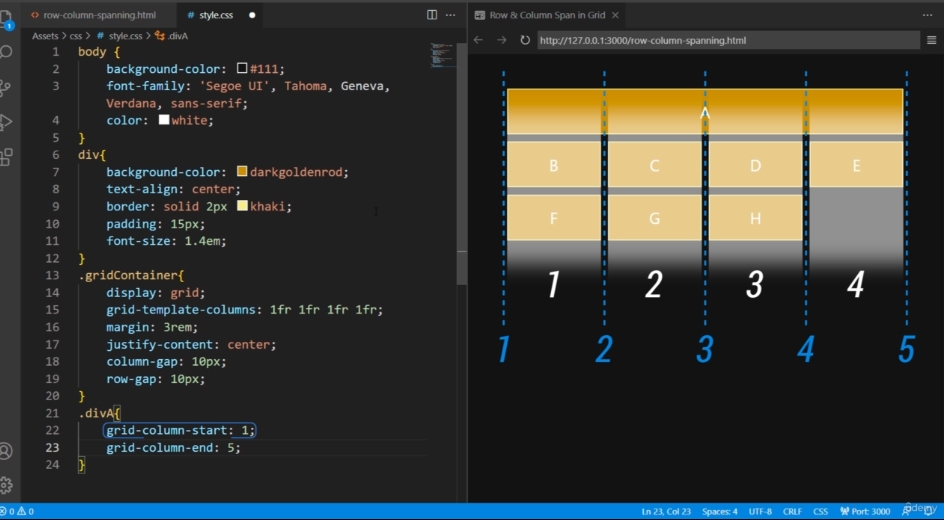 row-column-spanning.html
# style.css
Row & Column Span in Grid
Assets > css > # style.css > .divA
http://127.0.0.1:3000/row-column-spanning.html
1 body {
2 background-color: #111;
3 font-family: 'Segoe UI', Tahoma, Geneva,
Verdana, sans-serif;
4 color: white;
5 }
6 div{
7 background-color: darkgoldenrod;
8 text-align: center;
9 border: solid 2px khaki;
10 padding: 15px;
11 font-size: 1.4em;
12 }
13 .gridContainer{
14 display: grid;
15 grid-template-columns: 1fr 1fr 1fr 1fr;
16 margin: 3rem;
17 justify-content: center;
18 column-gap: 10px;
19 row-gap: 10px;
20 }
21 .divA{
22 grid-column-start: 1;
23 grid-column-end: 5;
24 }
A
B C D E
F G H
1 2 3 4
1 2 3 4 5
1
0 0
Ln 23, Col 23 Spaces: 4 UTF-8 CRLF CSS Port: 3000
Udemy